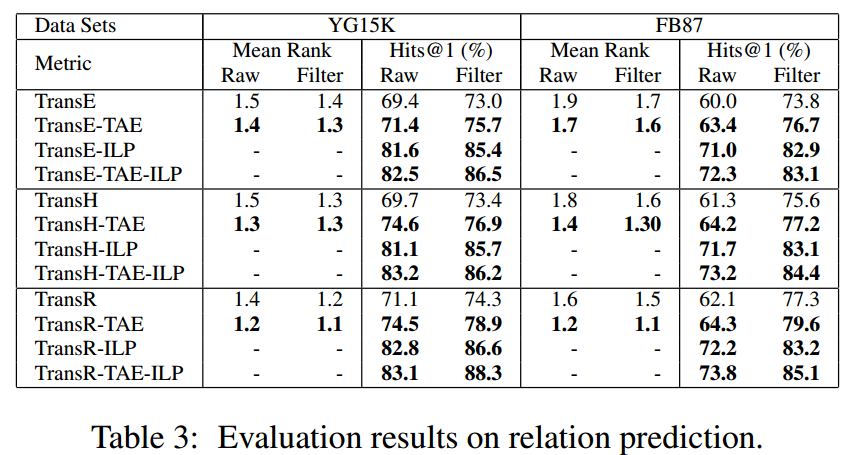 Data Sets YG15K FB87
Metric Mean Rank Hits@1 (%) Mean Rank Hits@1 (%)
Raw Filter Raw Filter Raw Filter Raw Filter
TransE 1.5 1.4 69.4 73.0 1.9 1.7 60.0 73.8
TransE-TAE 1.4 1.3 71.4 75.7 1.7 1.6 63.4 76.7
TransE-ILP - - 81.6 85.4 - - 71.0 82.9
TransE-TAE-ILP - - 82.5 86.5 - - 72.3 83.1
TransH 1.5 1.3 69.7 73.4 1.8 1.6 61.3 75.6
TransH-TAE 1.3 1.3 74.6 76.9 1.4 1.30 64.2 77.2
TransH-ILP - - 81.1 85.7 - - 71.7 83.1
TransH-TAE-ILP - - 83.2 86.2 - - 73.2 84.4
TransR 1.4 1.2 71.1 74.3 1.6 1.5 62.1 77.3
TransR-TAE 1.2 1.1 74.5 78.9 1.2 1.1 64.3 79.6
TransR-ILP - - 82.8 86.6 - - 72.2 83.2
TransR-TAE-ILP - - 83.1 88.3 - - 73.8 85.1
Table 3: Evaluation results on relation prediction.